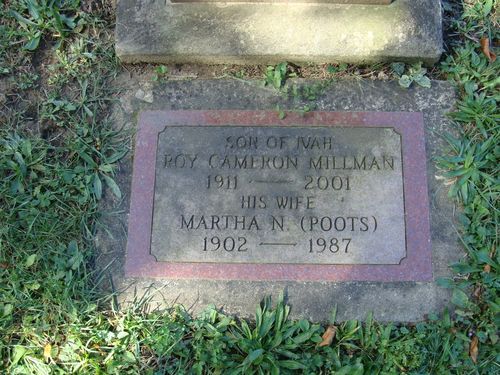 SON OF IVAH
ROY CAMERON MILLMAN
1911 — 2001
HIS WIFE
MARTHA N. (POOTS)
1902 — 1987